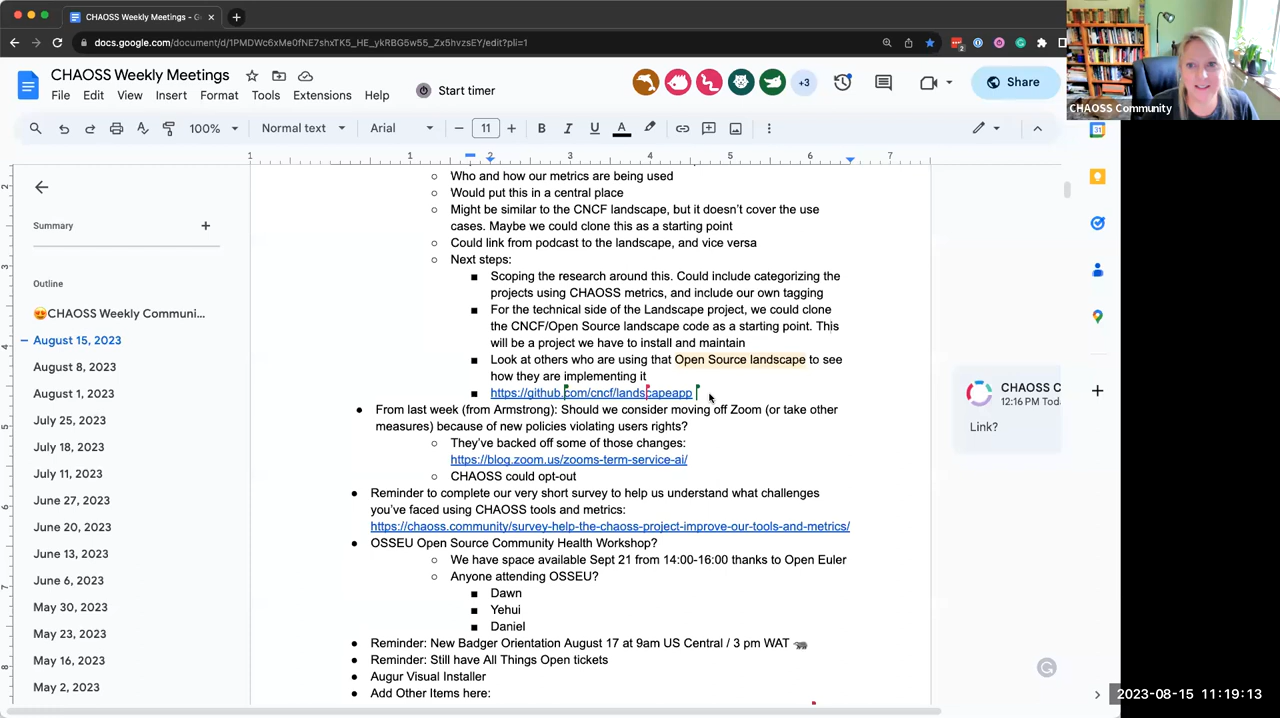 CHAOSS Weekly Meetings - G
docs.google.com/document/d/1PMDWc6xMe0fNE7shxTK5_HE_ykRBG6w55_Zx5hvzsEY/edit?pli=1
CHAOSS Weekly Meetings
File Edit View Insert Format Tools Extensions Help
Start timer
+3
Share
CHAOSS Community
100% Normal text Arial 11
1 1 2 3 4 5 6 7
Summary
Outline
CHAOSS Weekly Communi...
August 15, 2023
August 8, 2023
August 1, 2023
July 25, 2023
July 18, 2023
July 11, 2023
June 27, 2023
June 20, 2023
June 13, 2023
June 6, 2023
May 30, 2023
May 23, 2023
May 16, 2023
May 2, 2023
Who and how our metrics are being used
Would put this in a central place
Might be similar to the CNCF landscape, but it doesn't cover the use
cases. Maybe we could clone this as a starting point
Could link from podcast to the landscape, and vice versa
Next steps:
Scoping the research around this. Could include categorizing the
projects using CHAOSS metrics, and include our own tagging
For the technical side of the Landscape project, we could clone
the CNCF/Open Source landscape code as a starting point. This
will be a project we have to install and maintain
Look at others who are using that Open Source landscape to see
how they are implementing it
https://github.com/cncf/landscapeapp
From last week (from Armstrong): Should we consider moving off Zoom (or take other
measures) because of new policies violating users rights?
They've backed off some of those changes:
https://blog.zoom.us/zooms-term-service-ai/
CHAOSS could opt-out
Reminder to complete our very short survey to help us understand what challenges
you've faced using CHAOSS tools and metrics:
https://chaoss.community/survey-help-the-chaoss-project-improve-our-tools-and-metrics/
OSSEU Open Source Community Health Workshop?
We have space available Sept 21 from 14:00-16:00 thanks to Open Euler
Anyone attending OSSEU?
Dawn
Yehui
Daniel
Reminder: New Badger Orientation August 17 at 9am US Central / 3 pm WAT
Reminder: Still have All Things Open tickets
Augur Visual Installer
Add Other Items here:
CHAOSS C
12:16 PM Tod
Link?
2023-08-15 11:19:13